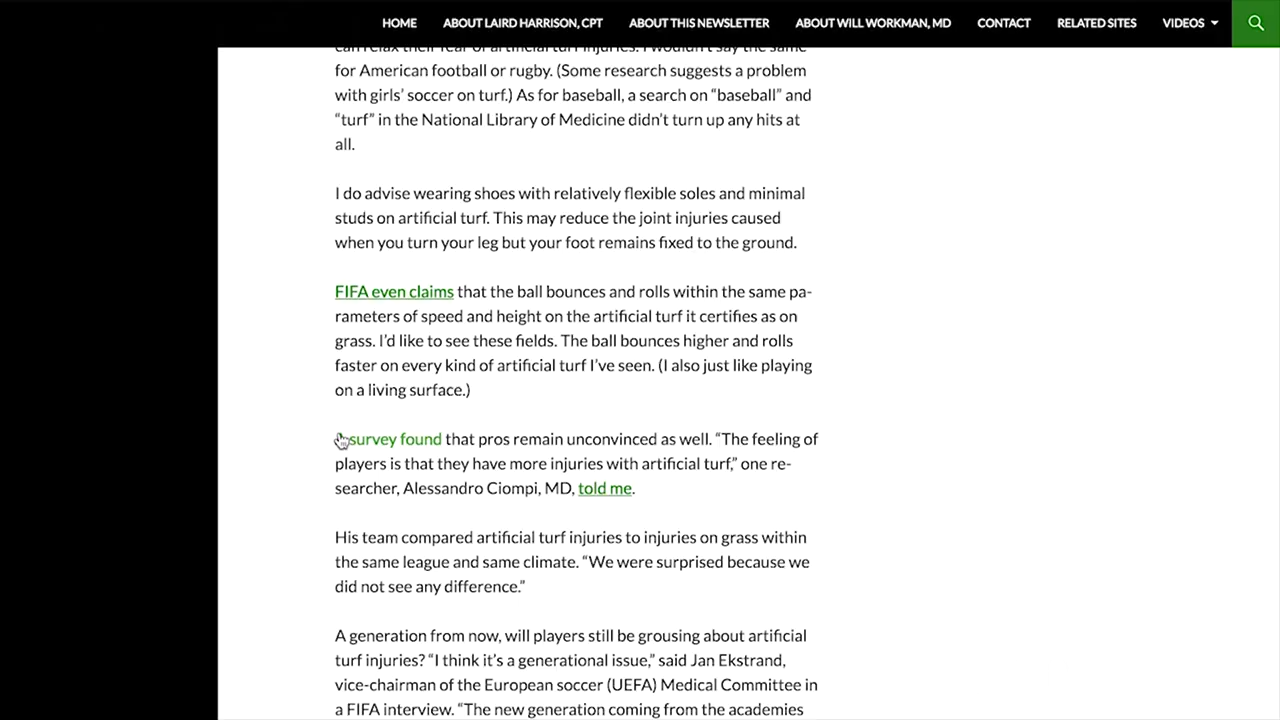 HOME ABOUT LAIRD HARRISON, CPT ABOUT THIS NEWSLETTER ABOUT WILL WORKMAN, MD CONTACT RELATED SITES VIDEOS
can relax their fear of artificial turf injuries. I wouldn't say the same
for American football or rugby. (Some research suggests a problem
with girls' soccer on turf.) As for baseball, a search on “baseball” and
“turf” in the National Library of Medicine didn't turn up any hits at
all.
I do advise wearing shoes with relatively flexible soles and minimal
studs on artificial turf. This may reduce the joint injuries caused
when you turn your leg but your foot remains fixed to the ground.
FIFA even claims that the ball bounces and rolls within the same pa-
rameters of speed and height on the artificial turf it certifies as on
grass. I'd like to see these fields. The ball bounces higher and rolls
faster on every kind of artificial turf I've seen. (I also just like playing
on a living surface.)
survey found that pros remain unconvinced as well. “The feeling of
players is that they have more injuries with artificial turf,” one re-
searcher, Alessandro Ciompi, MD, told me.
His team compared artificial turf injuries to injuries on grass within
the same league and same climate. “We were surprised because we
did not see any difference.”
A generation from now, will players still be grousing about artificial
turf injuries? “I think it's a generational issue,” said Jan Ekstrand,
vice-chairman of the European soccer (UEFA) Medical Committee in
a FIFA interview. “The new generation coming from the academies